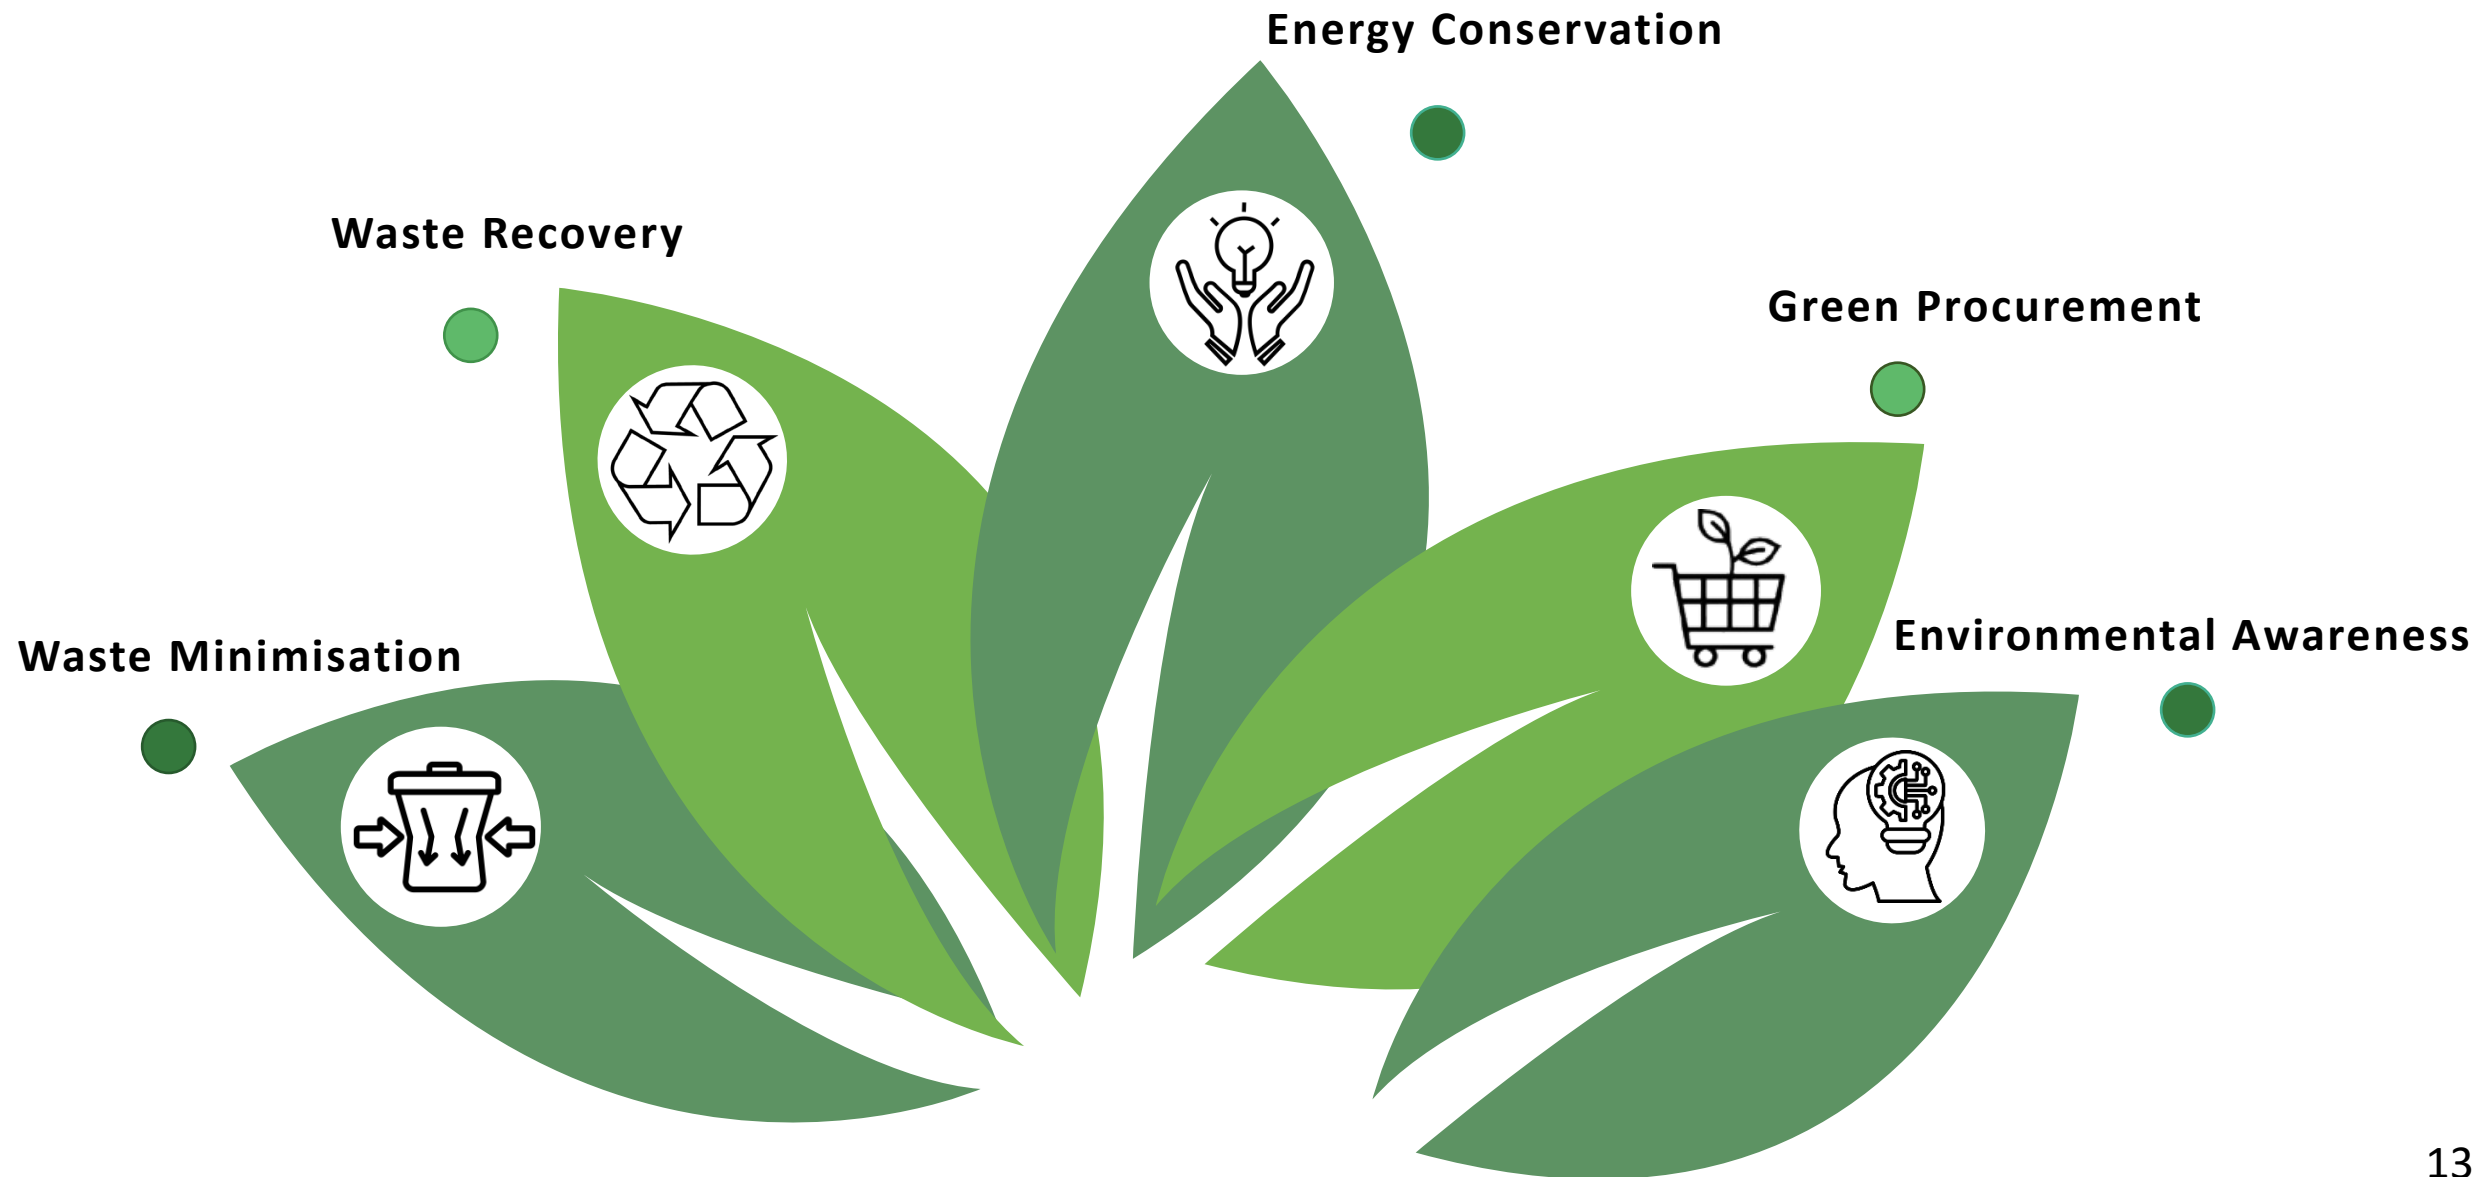 Energy Conservation
Waste Recovery
Green Procurement
Waste Minimisation
Environmental Awareness
13